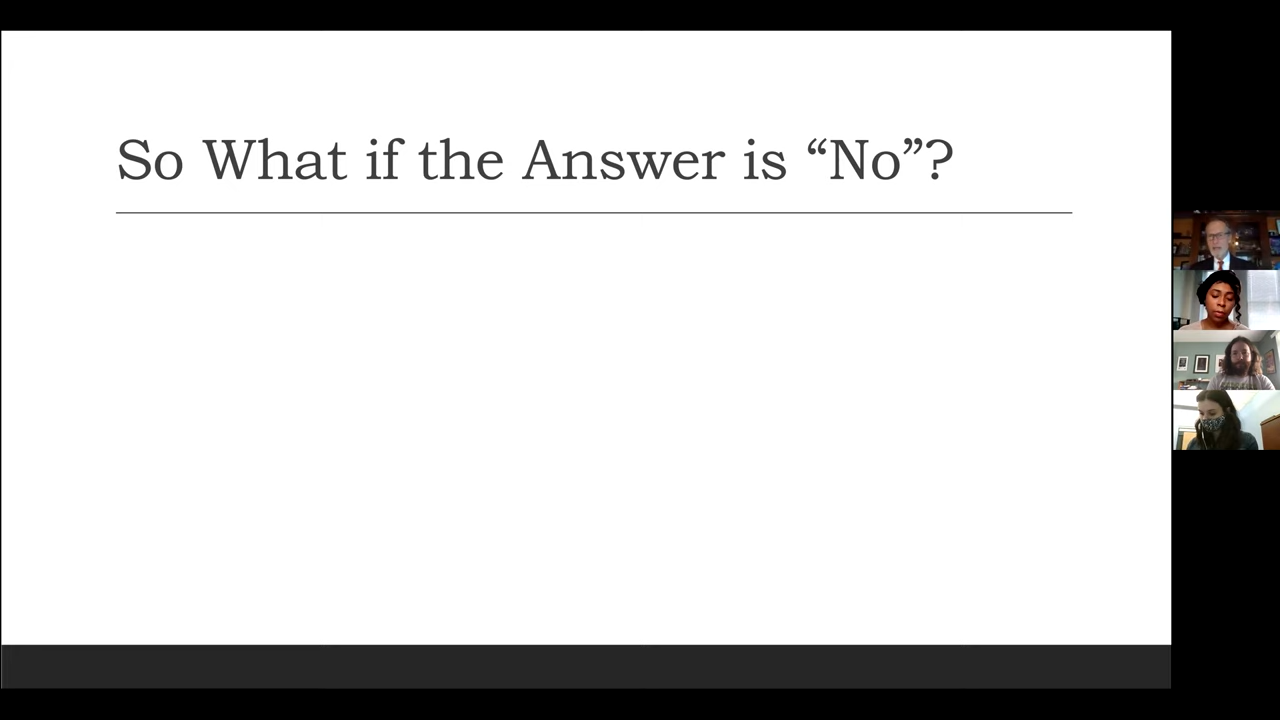 So What if the Answer is “No”?